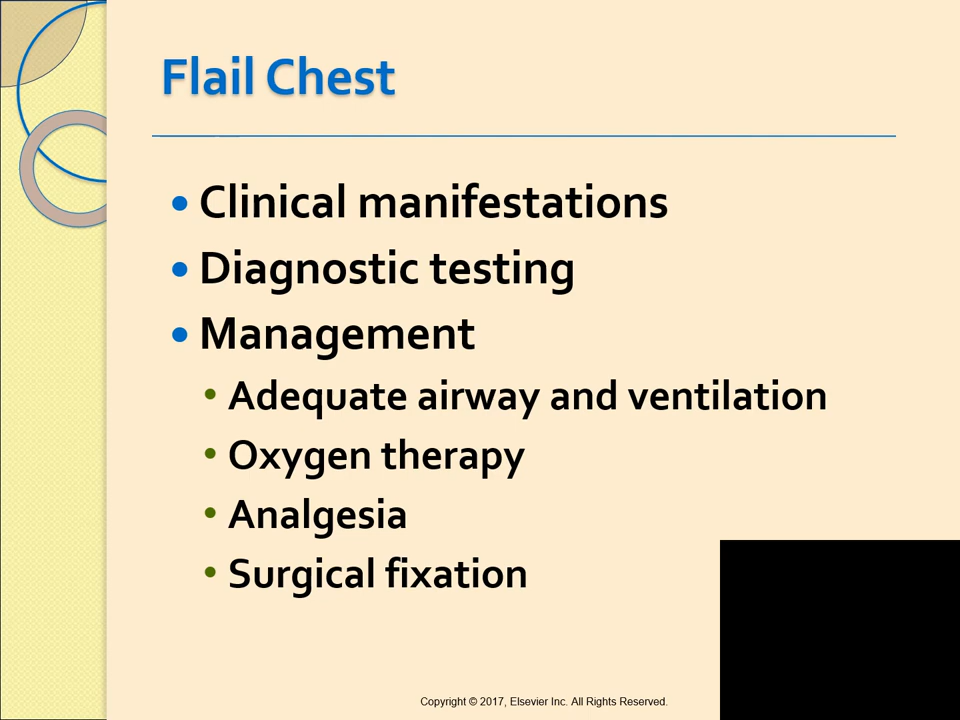 Flail Chest
• Clinical manifestations
• Diagnostic testing
• Management
• Adequate airway and ventilation
• Oxygen therapy
• Analgesia
• Surgical fixation
Copyright © 2017, Elsevier Inc. All Rights Reserved.